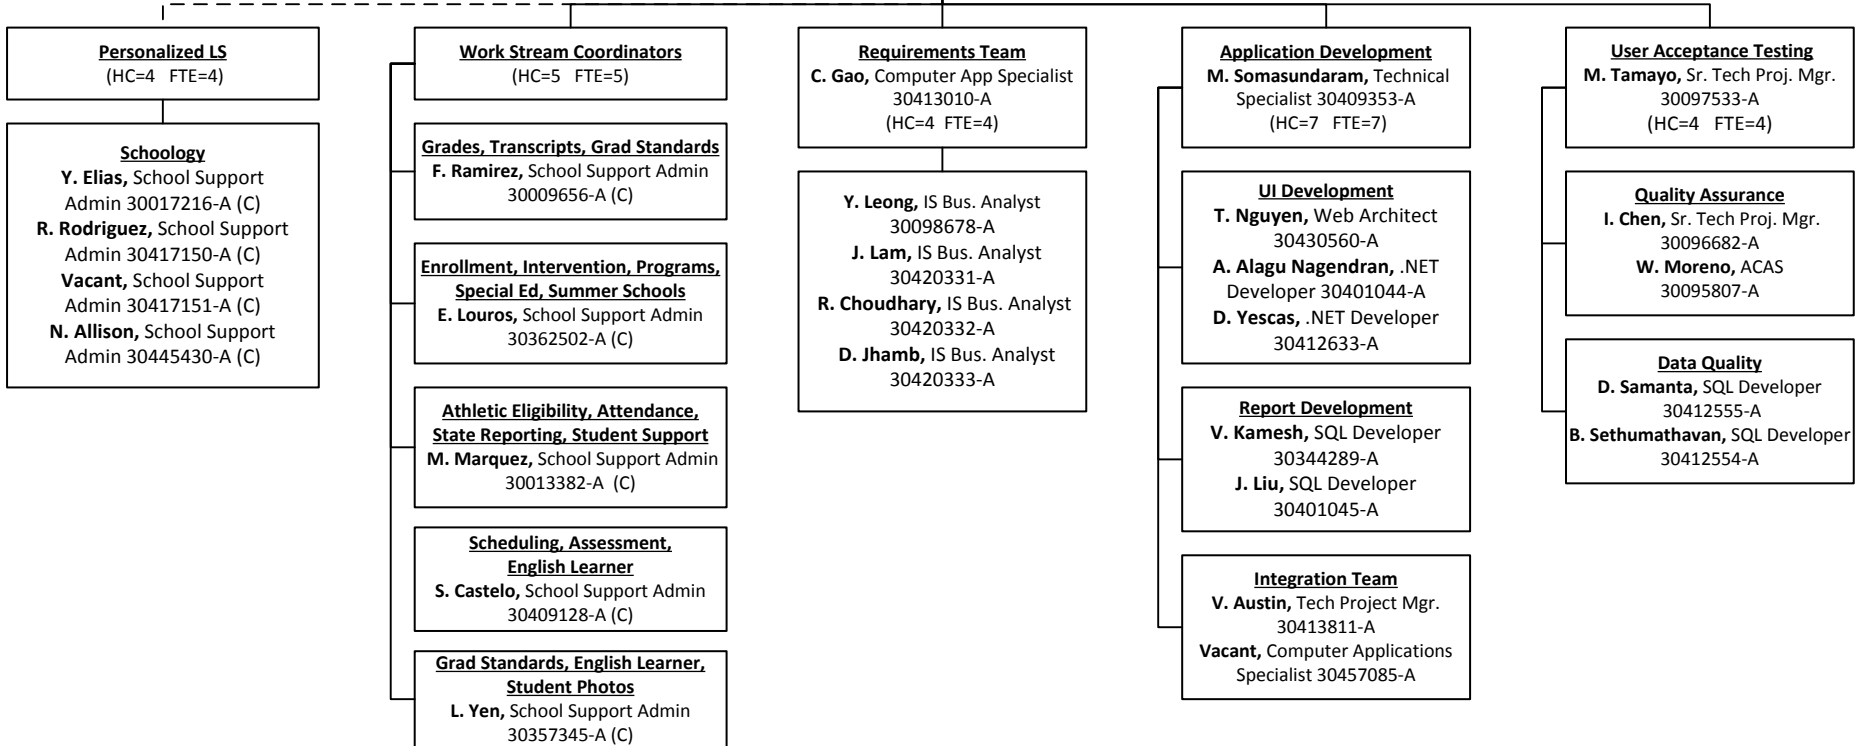 Personalized LS
(HC=4 FTE=4)
Schoology
Y. Elias, School Support
Admin 30017216-A (C)
R. Rodriguez, School Support
Admin 30417150-A (C)
Vacant, School Support
Admin 30417151-A (C)
N. Allison, School Support
Admin 30445430-A (C)
Work Stream Coordinators
(HC=5 FTE=5)
Grades, Transcripts, Grad Standards
F. Ramirez, School Support Admin
30009656-A (C)
Enrollment, Intervention, Programs,
Special Ed, Summer Schools
E. Louros, School Support Admin
30362502-A (C)
Athletic Eligibility, Attendance,
State Reporting, Student Support
M. Marquez, School Support Admin
30013382-A (C)
Scheduling, Assessment,
English Learner
S. Castelo, School Support Admin
30409128-A (C)
Grad Standards, English Learner,
Student Photos
L. Yen, School Support Admin
30357345-A (C)
Requirements Team
C. Gao, Computer App Specialist
30413010-A
(HC=4 FTE=4)
Y. Leong, IS Bus. Analyst
30098678-A
J. Lam, IS Bus. Analyst
30420331-A
R. Choudhary, IS Bus. Analyst
30420332-A
D. Jhamb, IS Bus. Analyst
30420333-A
Application Development
M. Somasundaram, Technical
Specialist 30409353-A
(HC=7 FTE=7)
UI Development
T. Nguyen, Web Architect
30430560-A
A. Alagu Nagendran, .NET
Developer 30401044-A
D. Yescas, .NET Developer
30412633-A
Report Development
V. Kamesh, SQL Developer
30344289-A
J. Liu, SQL Developer
30401045-A
Integration Team
V. Austin, Tech Project Mgr.
30413811-A
Vacant, Computer Applications
Specialist 30457085-A
User Acceptance Testing
M. Tamayo, Sr. Tech Proj. Mgr.
30097533-A
(HC=4 FTE=4)
Quality Assurance
I. Chen, Sr. Tech Proj. Mgr.
30096682-A
W. Moreno, ACAS
30095807-A
Data Quality
D. Samanta, SQL Developer
30412555-A
B. Sethumathavan, SQL Developer
30412554-A